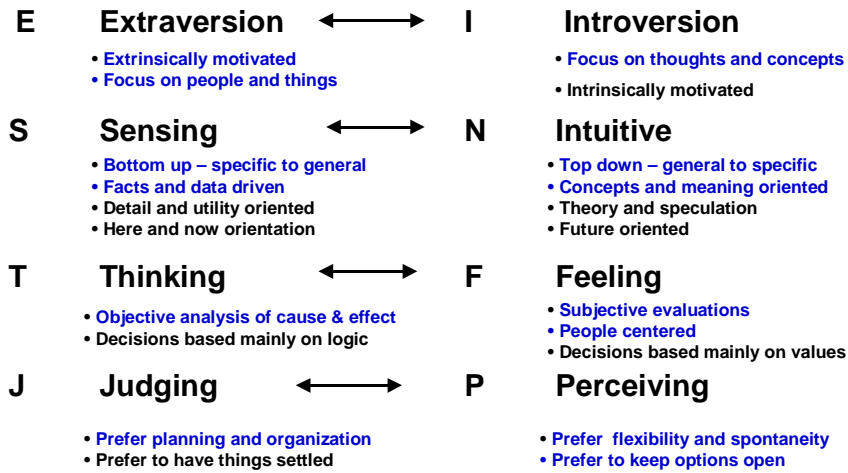 E Extraversion I Introversion
• Extrinsically motivated
• Focus on people and things
• Focus on thoughts and concepts
• Intrinsically motivated
S Sensing N Intuitive
• Bottom up – specific to general
• Facts and data driven
• Detail and utility oriented
• Here and now orientation
• Top down – general to specific
• Concepts and meaning oriented
• Theory and speculation
• Future oriented
T Thinking F Feeling
• Objective analysis of cause & effect
• Decisions based mainly on logic
• Subjective evaluations
• People centered
• Decisions based mainly on values
J Judging P Perceiving
• Prefer planning and organization
• Prefer to have things settled
• Prefer flexibility and spontaneity
• Prefer to keep options open